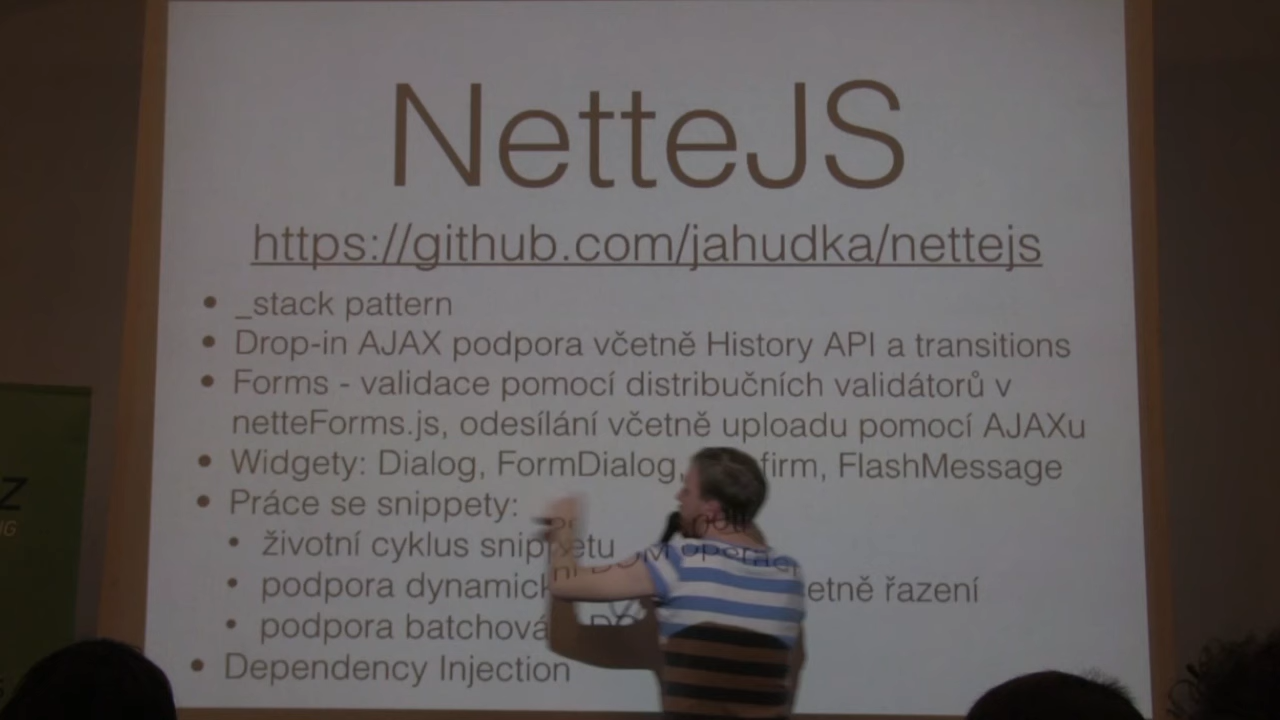 NetteJS
https://github.com/jahudka/nettejs
• _stack pattern
• Drop-in AJAX podpora včetně History API a transitions
• Forms - validace pomocí distribučních validátorů v
netteForms.js, odesílání včetně uploadu pomocí AJAXu
• Widgety: Dialog, FormDialog, firm, FlashMessage
• Práce se snippety:
• životní cyklus snippetu
• podpora dynamick etně řazení
• podpora batchová
• Dependency Injection
Z